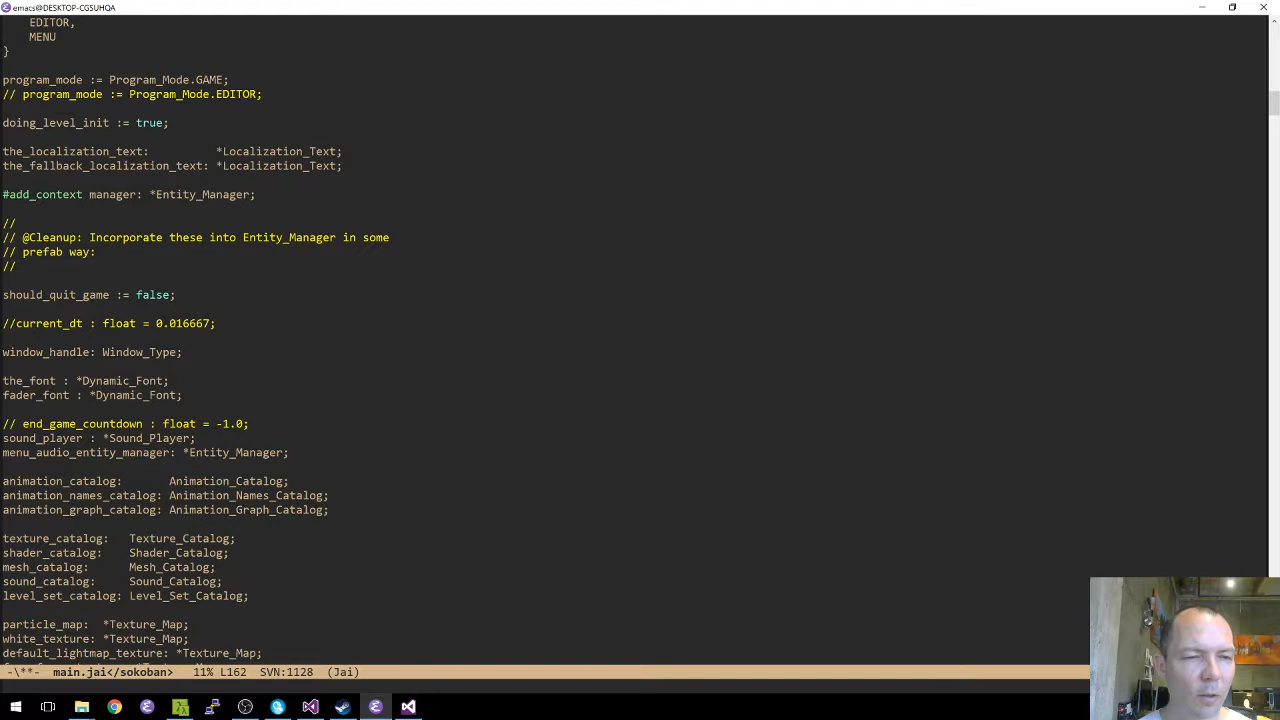 emacs@DESKTOP-CGSUHQA
EDITOR,
MENU
}
program_mode := Program_Mode.GAME;
// program_mode := Program_Mode.EDITOR;
doing_level_init := true;
the_localization_text: *Localization_Text;
the_fallback_localization_text: *Localization_Text;
#add_context manager: *Entity_Manager;
//
// @Cleanup: Incorporate these into Entity_Manager in some
// prefab way:
//
should_quit_game := false;
//current_dt : float = 0.016667;
window_handle: Window_Type;
the_font : *Dynamic_Font;
fader_font : *Dynamic_Font;
// end_game_countdown : float = -1.0;
sound_player : *Sound_Player;
menu_audio_entity_manager: *Entity_Manager;
animation_catalog: Animation_Catalog;
animation_names_catalog: Animation_Names_Catalog;
animation_graph_catalog: Animation_Graph_Catalog;
texture_catalog: Texture_Catalog;
shader_catalog: Shader_Catalog;
mesh_catalog: Mesh_Catalog;
sound_catalog: Sound_Catalog;
level_set_catalog: Level_Set_Catalog;
particle_map: *Texture_Map;
white_texture: *Texture_Map;
default_lightmap_texture: *Texture_Map;
-\**- main.jai</sokoban> 11% L162 SVN:1128 (Jai)